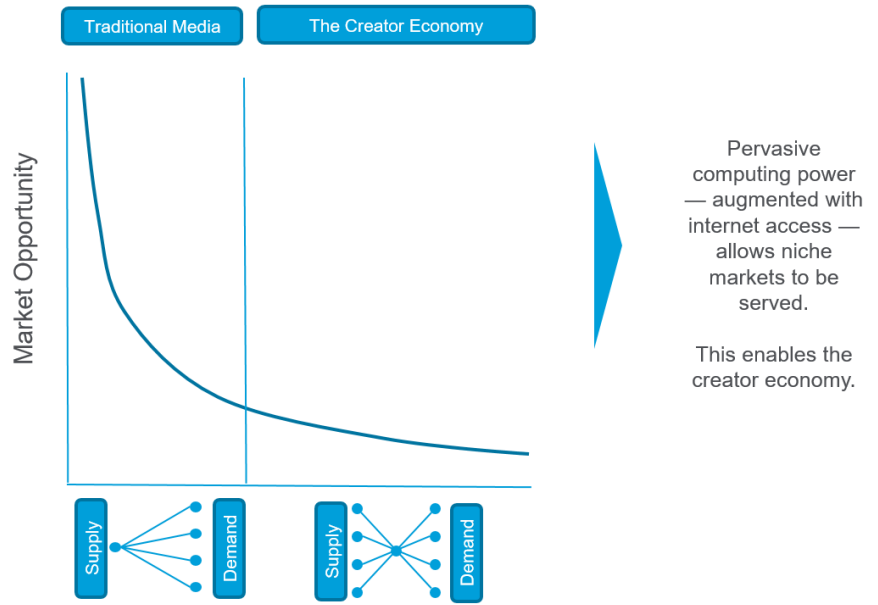 Traditional Media
The Creator Economy
Market Opportunity
Pervasive
computing power
— augmented with
internet access —
allows niche
markets to be
served.
This enables the
creator economy.
Supply
Demand
Supply
Demand